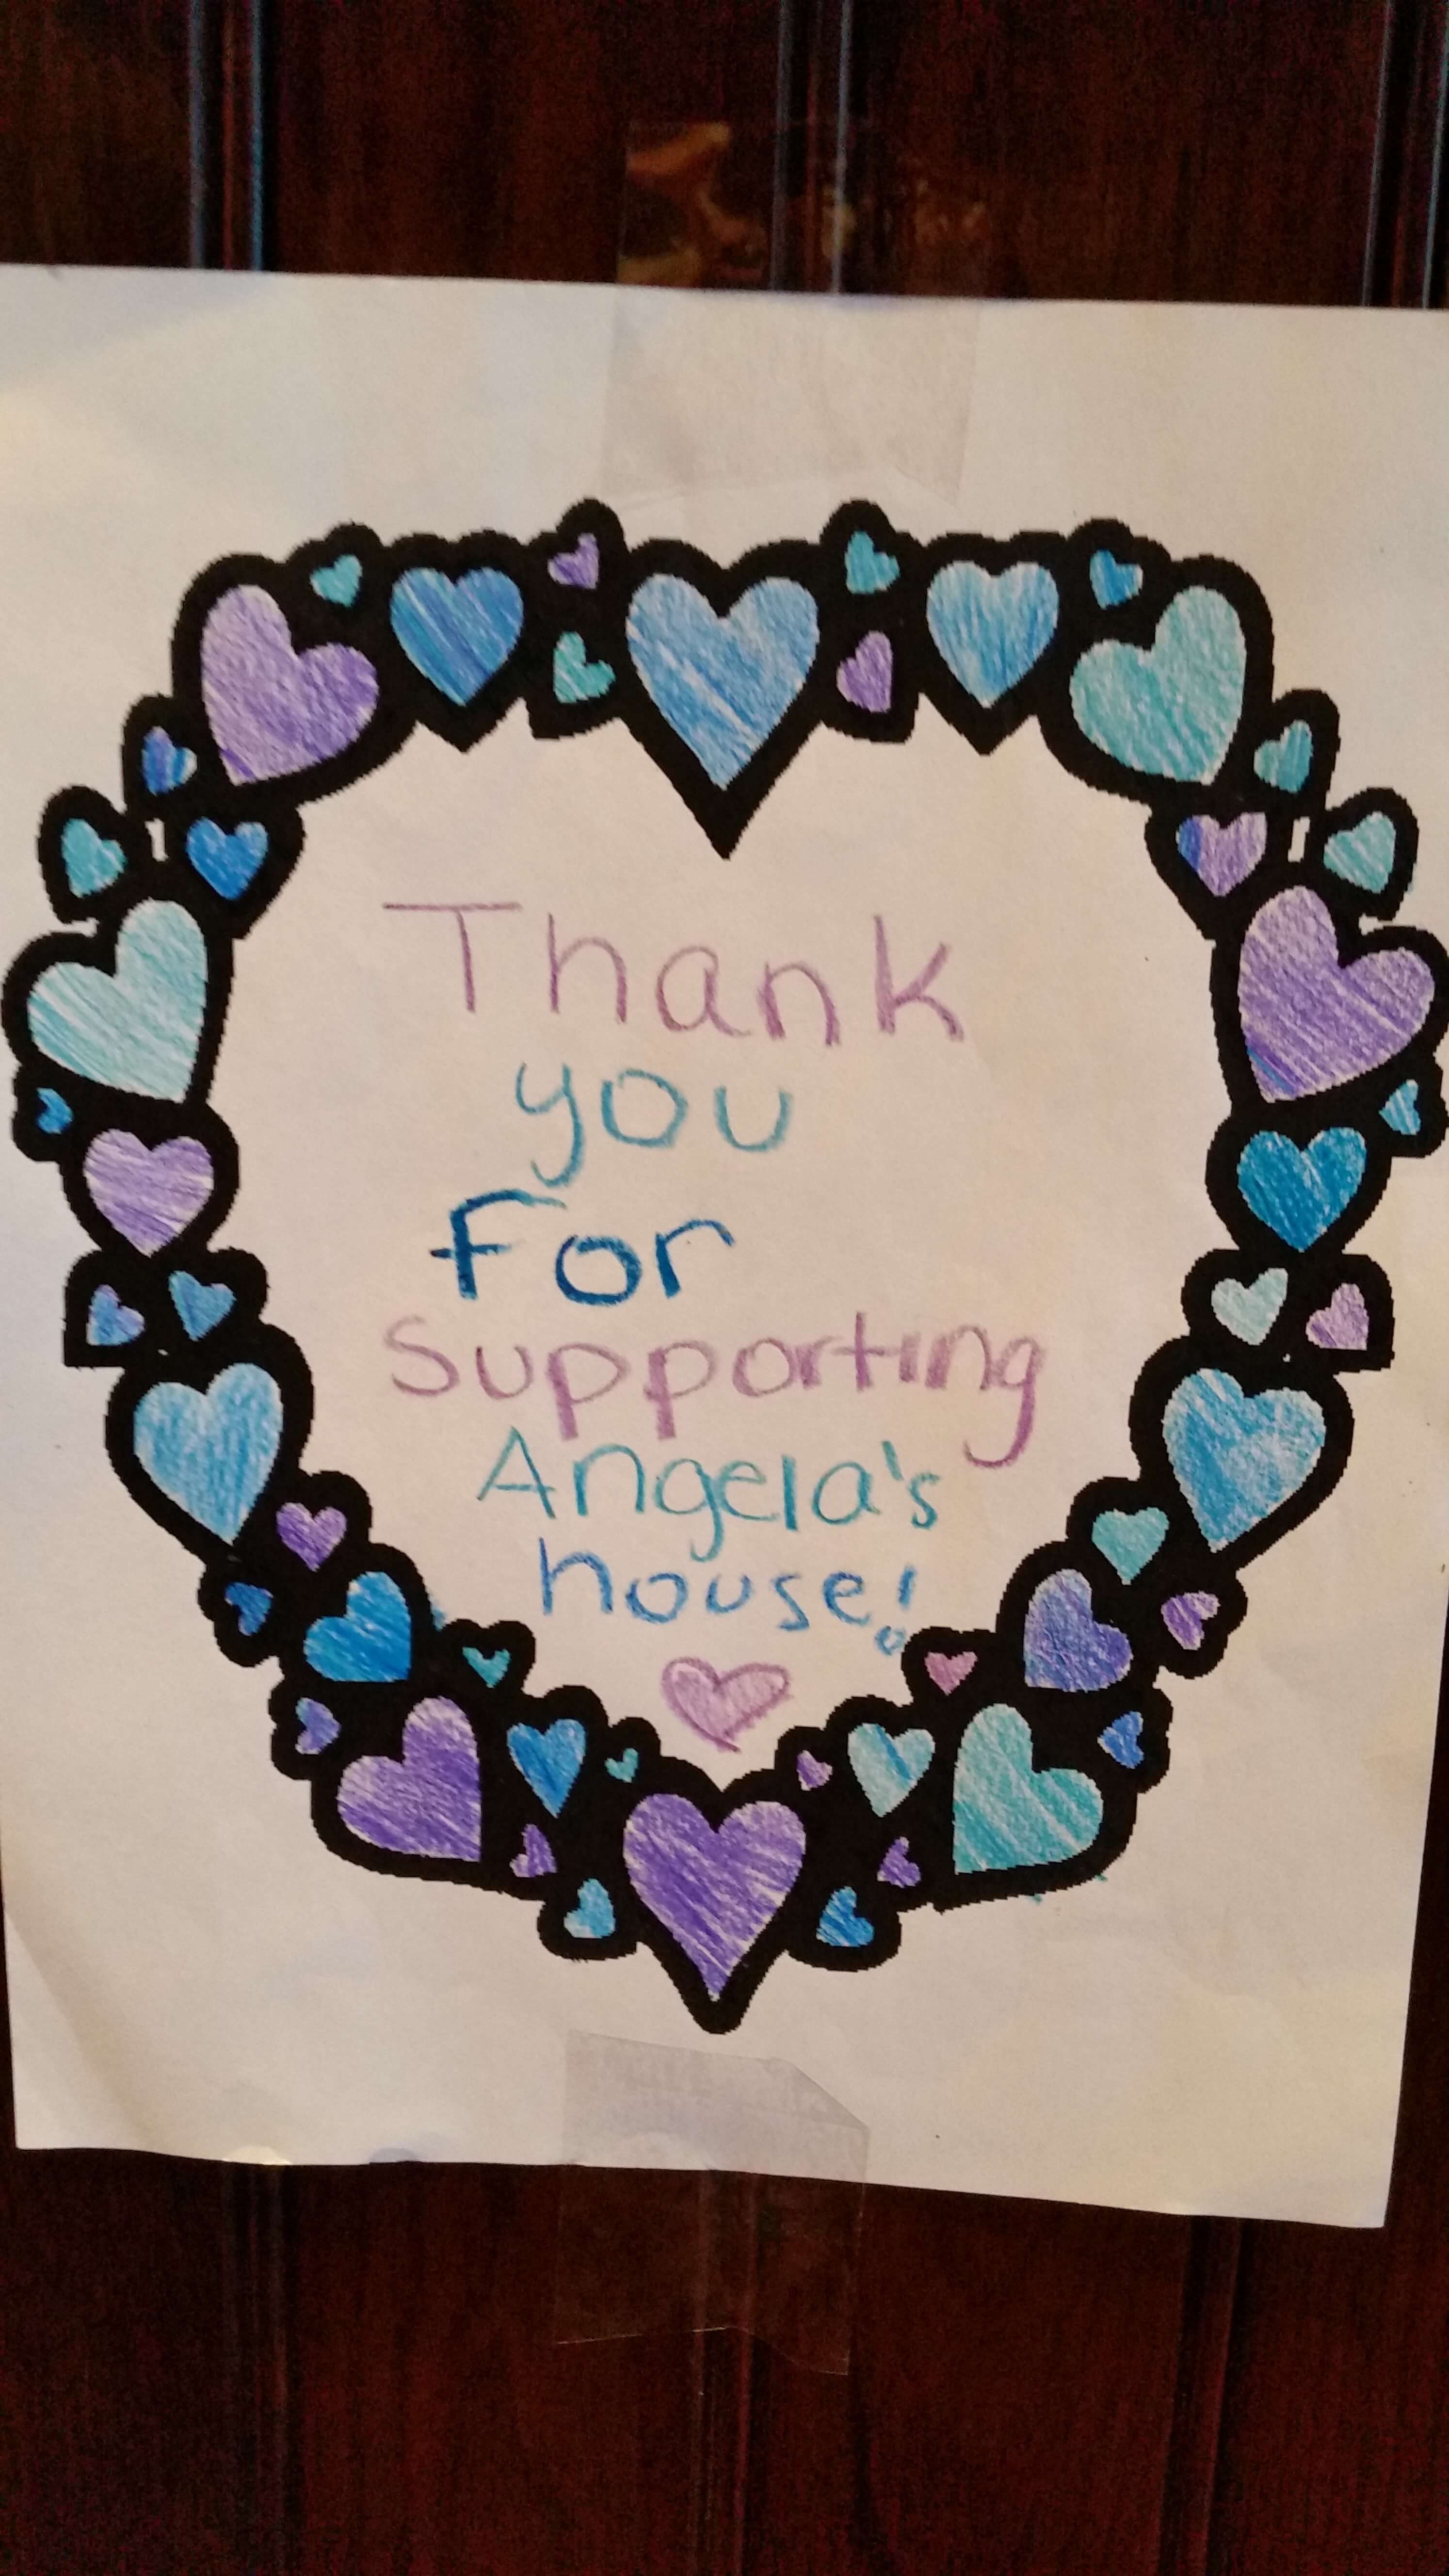 Thank
you
For
Supporting
Angela's
house!